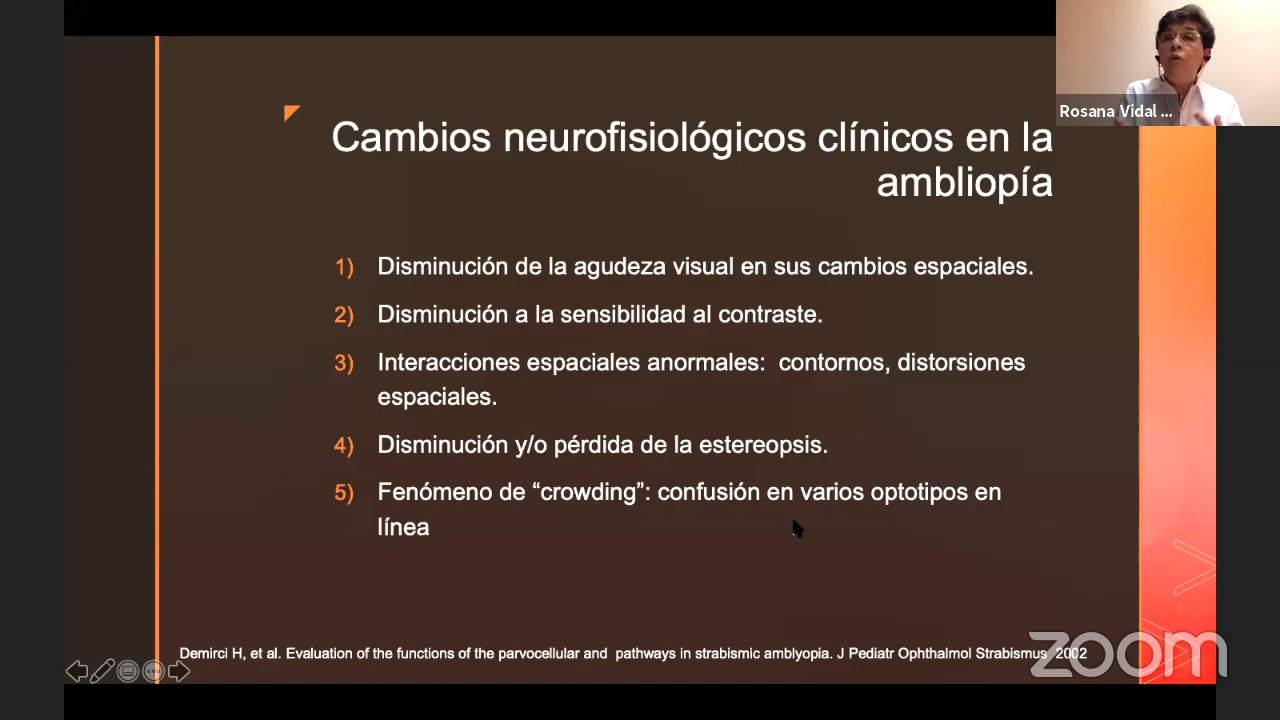 Rosana Vidal ...
Cambios neurofisiológicos clínicos en la
ambliopía
1) Disminución de la agudeza visual en sus cambios espaciales.
2) Disminución a la sensibilidad al contraste.
3) Interacciones espaciales anormales:  contornos, distorsiones
espaciales.
4) Disminución y/o pérdida de la estereopsis.
5) Fenómeno de “crowding”: confusión en varios optotipos en
línea
Demirci H, et al. Evaluation of the functions of the parvocellular and  pathways in strabismic amblyopia. J Pediatr Ophthalmol Strabismus  2002
zoom